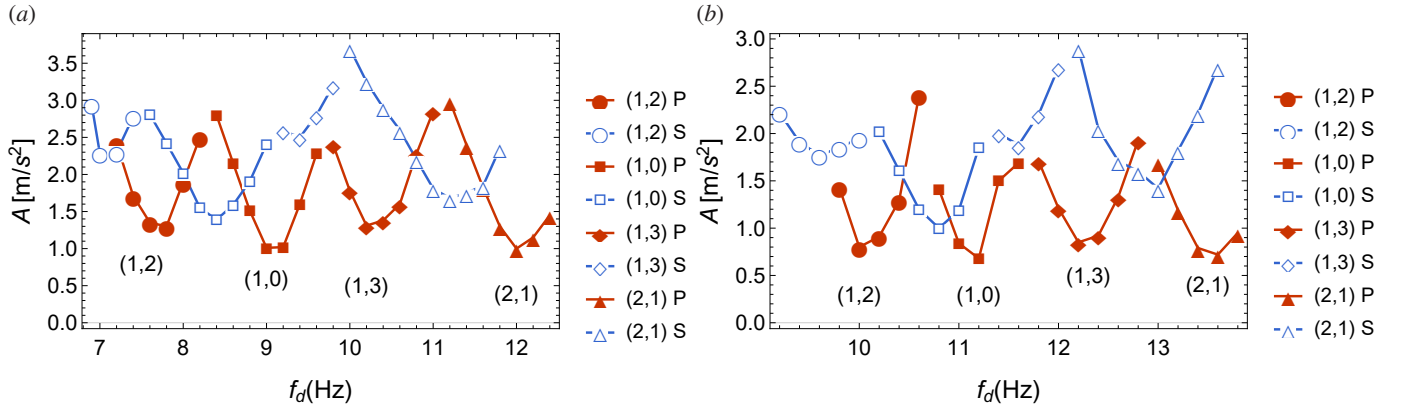 (a)
A [m/s²]
3.5
3.0
2.5
2.0
1.5
1.0
0.5
0.0
(1,2)
(1,0)
(1,3)
(2,1)
7 8 9 10 11 12
f_d(Hz)
(1,2) P
(1,2) S
(1,0) P
(1,0) S
(1,3) P
(1,3) S
(2,1) P
(2,1) S
(b)
A [m/s²]
3.0
2.5
2.0
1.5
1.0
0.5
0.0
(1,2)
(1,0)
(1,3)
(2,1)
10 11 12 13
f_d(Hz)
(1,2) P
(1,2) S
(1,0) P
(1,0) S
(1,3) P
(1,3) S
(2,1) P
(2,1) S